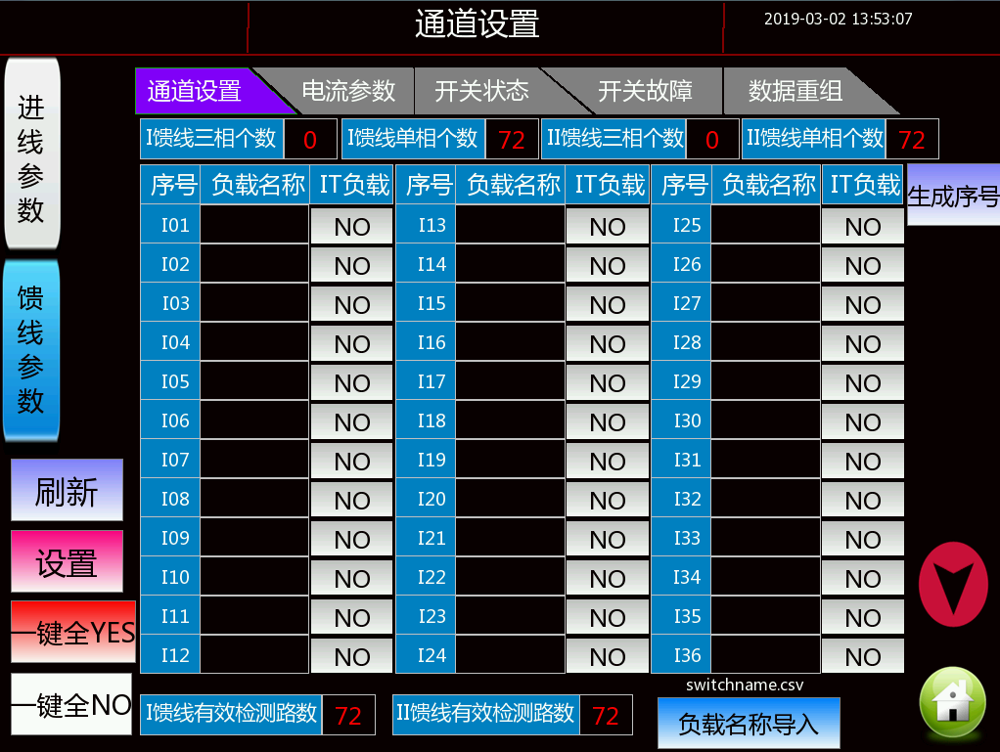 通道设置
2019-03-02 13:53:07
进线参数
馈线参数
通道设置 电流参数 开关状态 开关故障 数据重组
I馈线三相个数 0 I馈线单相个数 72 II馈线三相个数 0 II馈线单相个数 72
序号 负载名称 IT负载 序号 负载名称 IT负载 序号 负载名称 IT负载
生成序号
I01 NO I13 NO I25 NO
I02 NO I14 NO I26 NO
I03 NO I15 NO I27 NO
I04 NO I16 NO I28 NO
I05 NO I17 NO I29 NO
I06 NO I18 NO I30 NO
I07 NO I19 NO I31 NO
I08 NO I20 NO I32 NO
I09 NO I21 NO I33 NO
I10 NO I22 NO I34 NO
I11 NO I23 NO I35 NO
I12 NO I24 NO I36 NO
刷新
设置
一键全YES
一键全NO
I馈线有效检测路数 72 II馈线有效检测路数 72
switchname.csv
负载名称导入